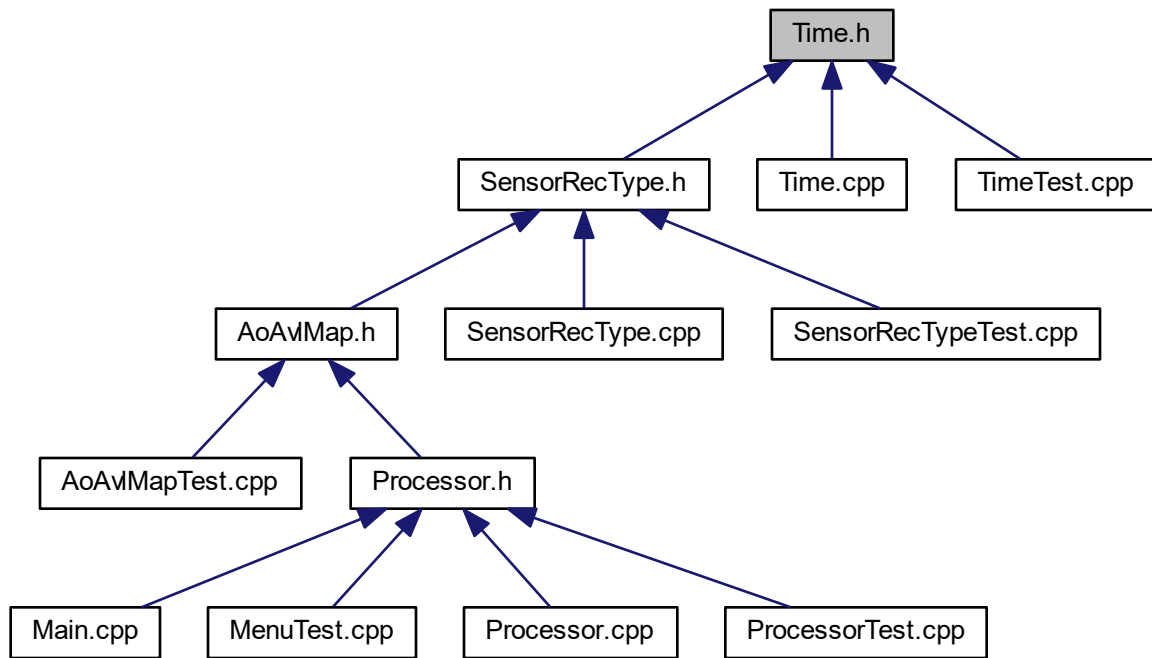 Time.h
SensorRecType.h
Time.cpp
TimeTest.cpp
AoAvlMap.h
SensorRecType.cpp
SensorRecTypeTest.cpp
AoAvlMapTest.cpp
Processor.h
Main.cpp
MenuTest.cpp
Processor.cpp
ProcessorTest.cpp